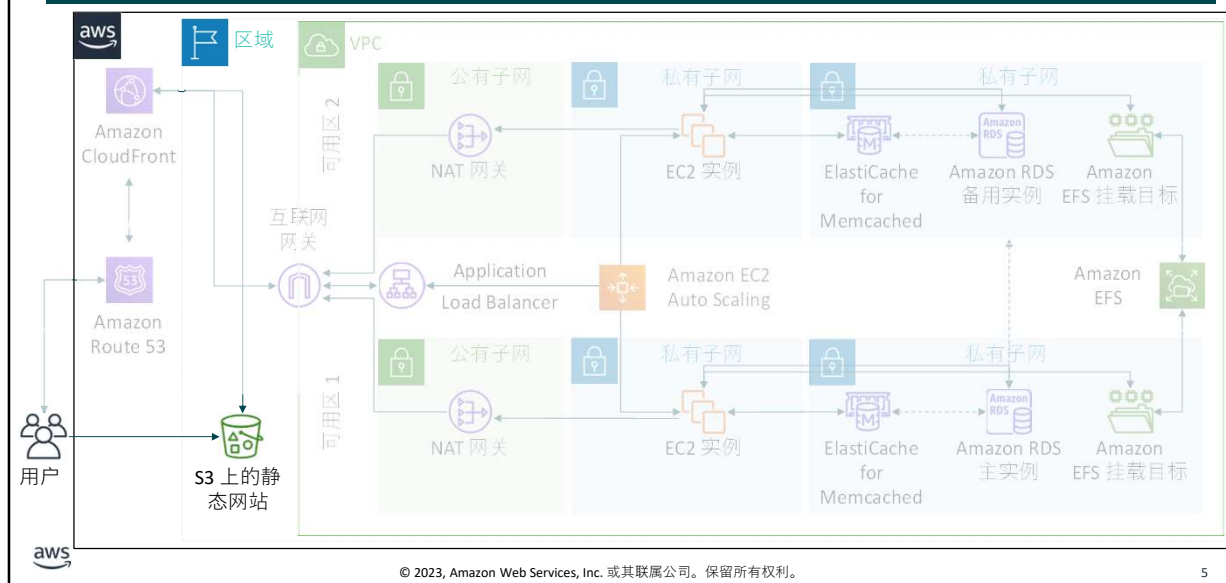 aws
区域
VPC
Amazon
CloudFront
可用区 2
公有子网
NAT 网关
私有子网
EC2 实例
私有子网
ElastiCache
for
Memcached
Amazon
RDS
Amazon RDS
备用实例
Amazon
EFS 挂载目标
互联网
网关
Application
Load Balancer
Amazon EC2
Auto Scaling
Amazon
EFS
53
Amazon
Route 53
可用区 1
公有子网
NAT 网关
私有子网
EC2 实例
私有子网
ElastiCache
for
Memcached
Amazon
RDS
Amazon RDS
主实例
Amazon
EFS 挂载目标
用户
S3 上的静
态网站
aws
© 2023, Amazon Web Services, Inc. 或其联属公司。保留所有权利。
5